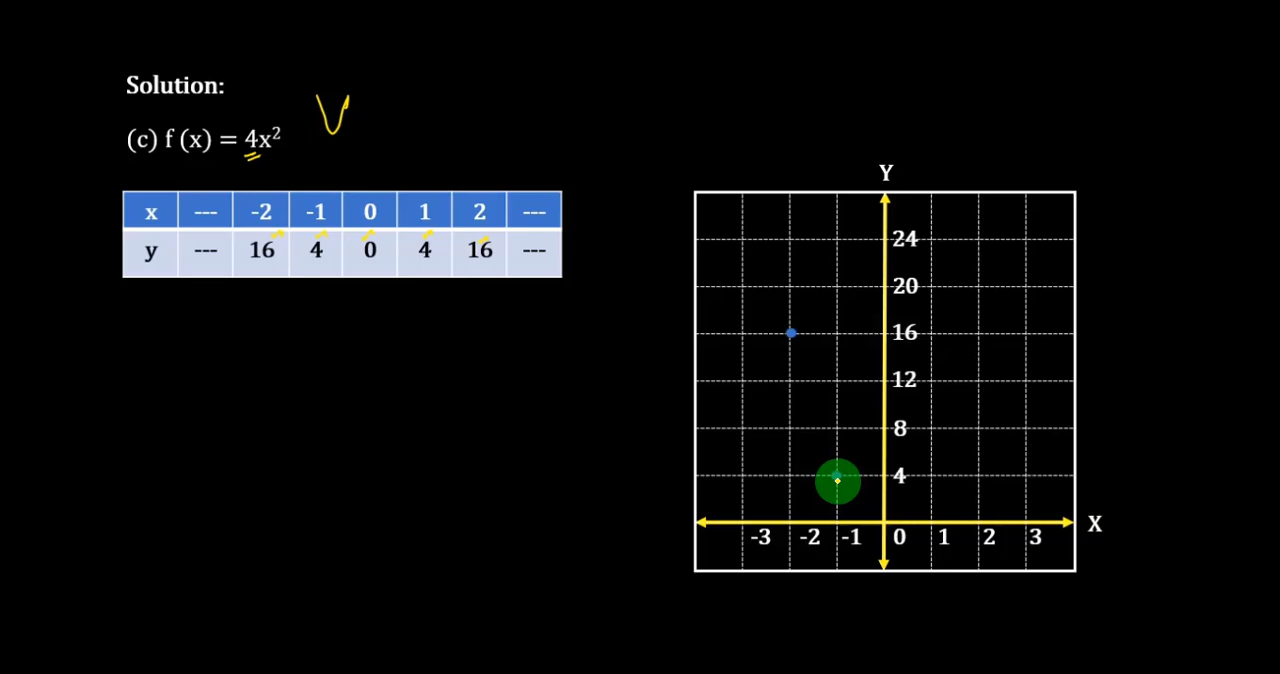 Solution:
(c) f (x) = 4x²
x --- -2 -1 0 1 2 ---
y --- 16 4 0 4 16 ---
Y
24
20
16
12
8
4
X
-3 -2 -1 0 1 2 3